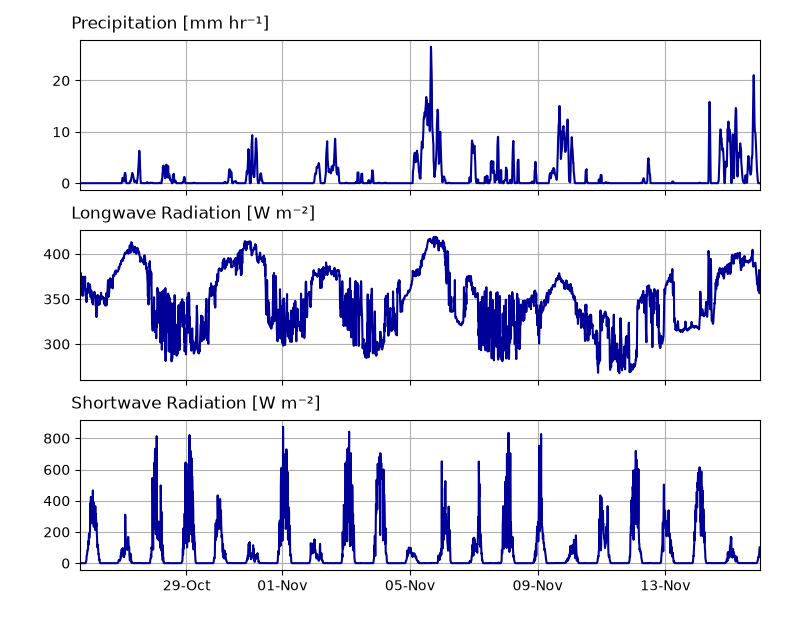 Precipitation [mm hr⁻¹]
20
10
0
Longwave Radiation [W m⁻²]
400
350
300
Shortwave Radiation [W m⁻²]
800
600
400
200
0
29-Oct 01-Nov 05-Nov 09-Nov 13-Nov